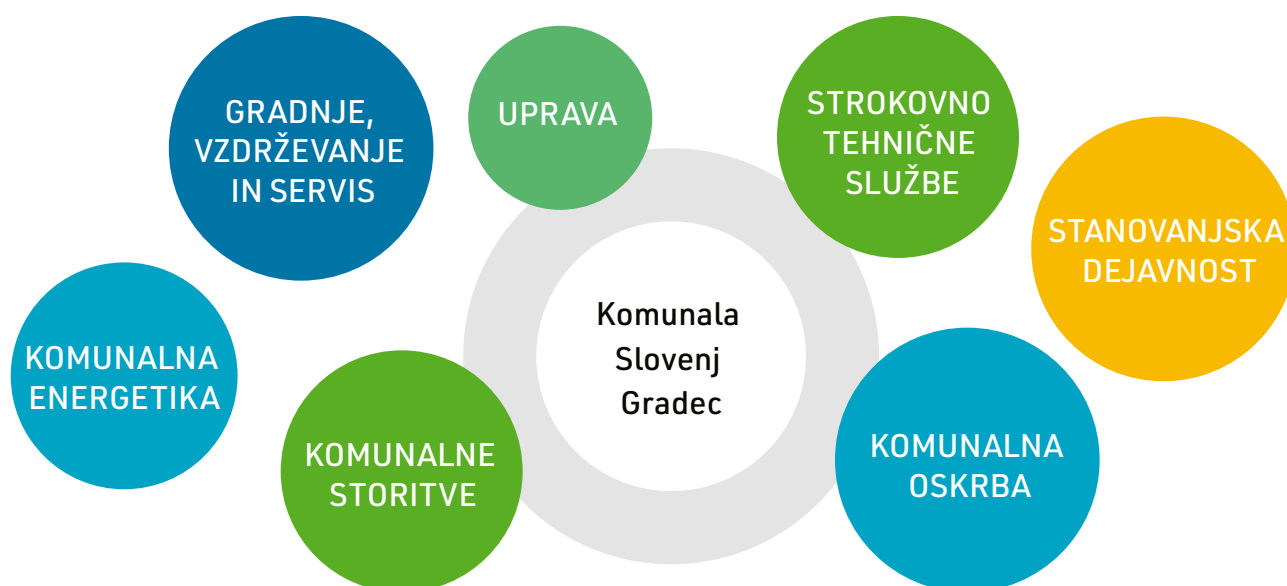 GRADNJE,
VZDRŽEVANJE
IN SERVIS
UPRAVA
STROKOVNO
TEHNIČNE
SLUŽBE
STANOVANJSKA
DEJAVNOST
KOMUNALNA
ENERGETIKA
Komunala
Slovenj
Gradec
KOMUNALNE
STORITVE
KOMUNALNA
OSKRBA